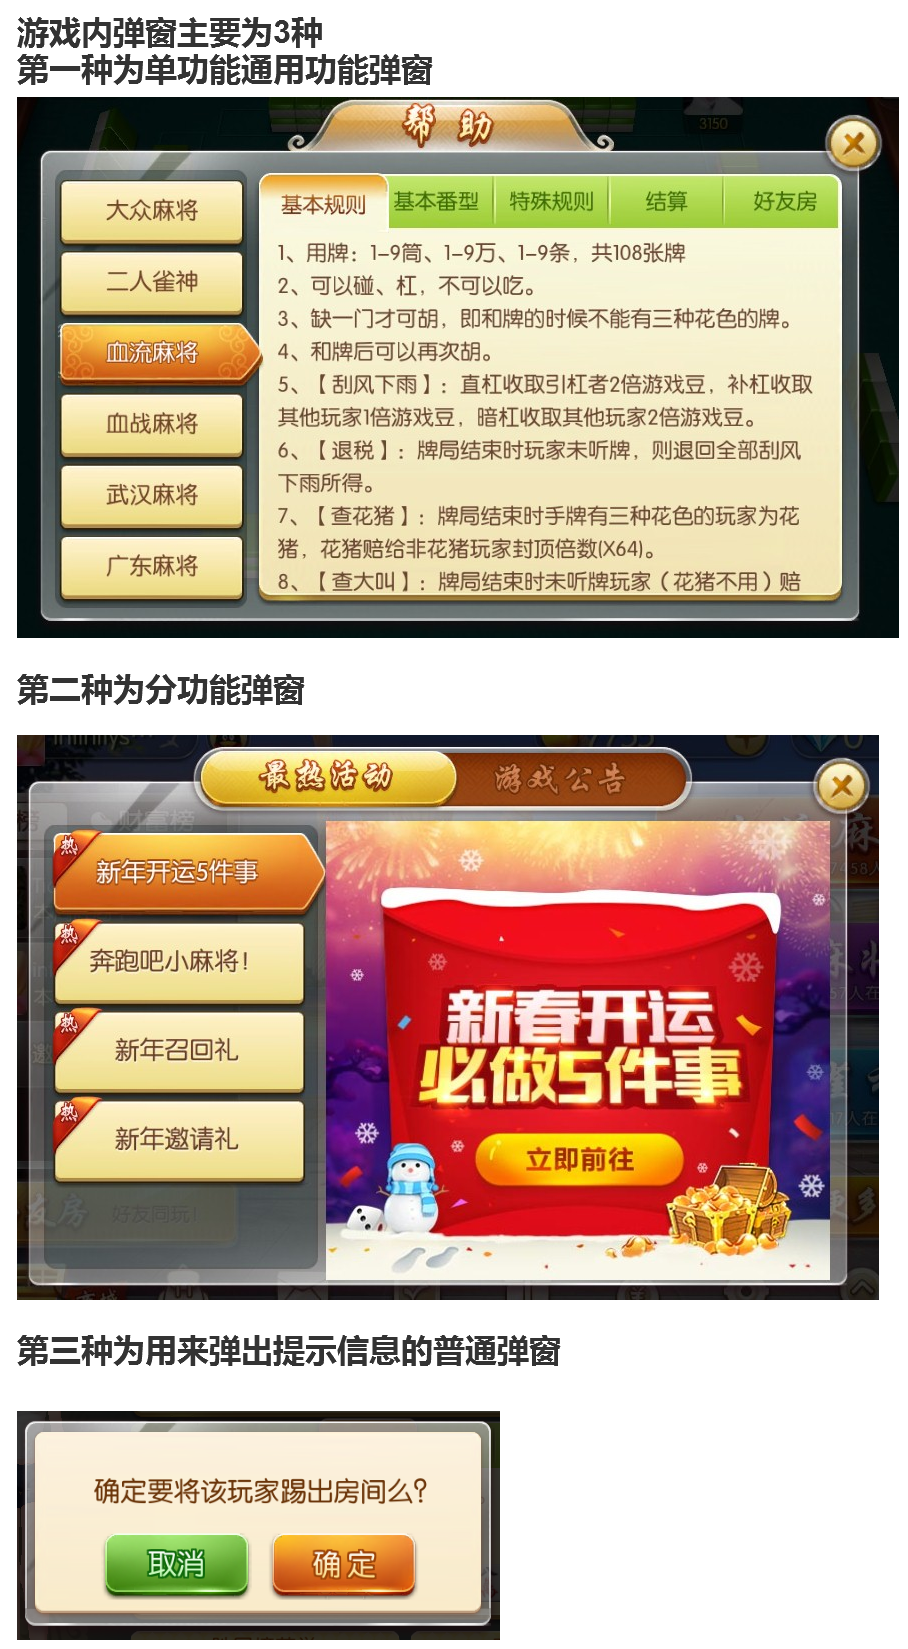 游戏内弹窗主要为3种
第一种为单功能通用功能弹窗
帮 助
3150
大众麻将
二人雀神
血流麻将
血战麻将
武汉麻将
广东麻将
基本规则 基本番型 特殊规则 结算 好友房
1、用牌：1-9筒、1-9万、1-9条，共108张牌
2、可以碰、杠，不可以吃。
3、缺一门才可胡，即和牌的时候不能有三种花色的牌。
4、和牌后可以再次胡。
5、【刮风下雨】：直杠收取引杠者2倍游戏豆，补杠收取
其他玩家1倍游戏豆，暗杠收取其他玩家2倍游戏豆。
6、【退税】：牌局结束时玩家未听牌，则退回全部刮风
下雨所得。
7、【查花猪】：牌局结束时手牌有三种花色的玩家为花
猪，花猪赔给非花猪玩家封顶倍数(X64)。
8、【查大叫】：牌局结束时未听牌玩家（花猪不用）赔
第二种为分功能弹窗
最热活动 游戏公告
财富榜
热
新年开运5件事
热
奔跑吧小麻将！
热
新年召回礼
热
新年邀请礼
好友同玩！
新春开运
必做5件事
立即前往
第三种为用来弹出提示信息的普通弹窗
确定要将该玩家踢出房间么？
取消 确定